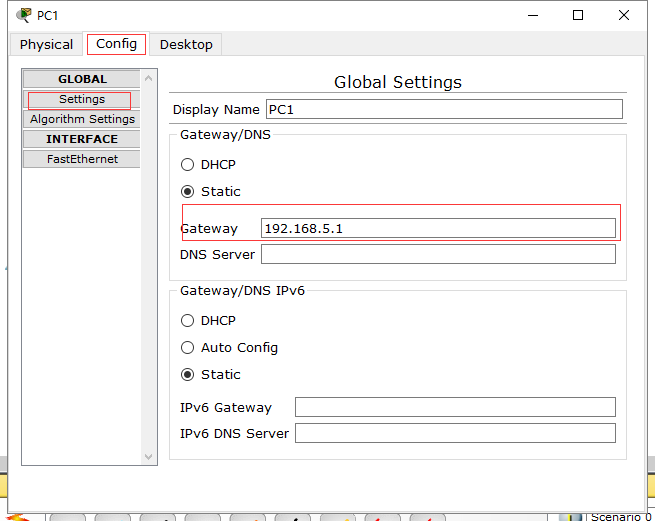 PC1
Physical Config Desktop
GLOBAL
Settings
Algorithm Settings
INTERFACE
FastEthernet
Global Settings
Display Name PC1
Gateway/DNS
DHCP
Static
Gateway 192.168.5.1
DNS Server
Gateway/DNS IPv6
DHCP
Auto Config
Static
IPv6 Gateway
IPv6 DNS Server
Scenario 0